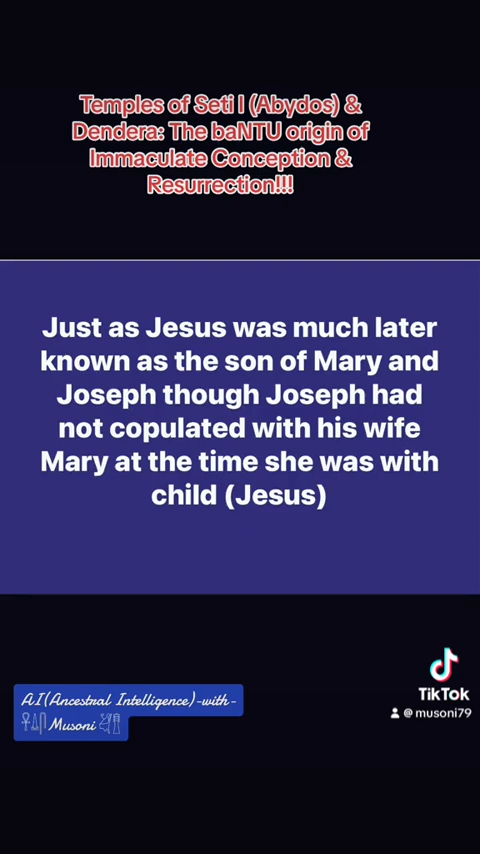 Temples of Seti I (Abydos) &
Dendera: The baNTU origin of
Immaculate Conception &
Resurrection!!!
Just as Jesus was much later
known as the son of Mary and
Joseph though Joseph had
not copulated with his wife
Mary at the time she was with
child (Jesus)
A.I(Ancestral Intelligence)-with-
Musoni
TikTok
@musoni79